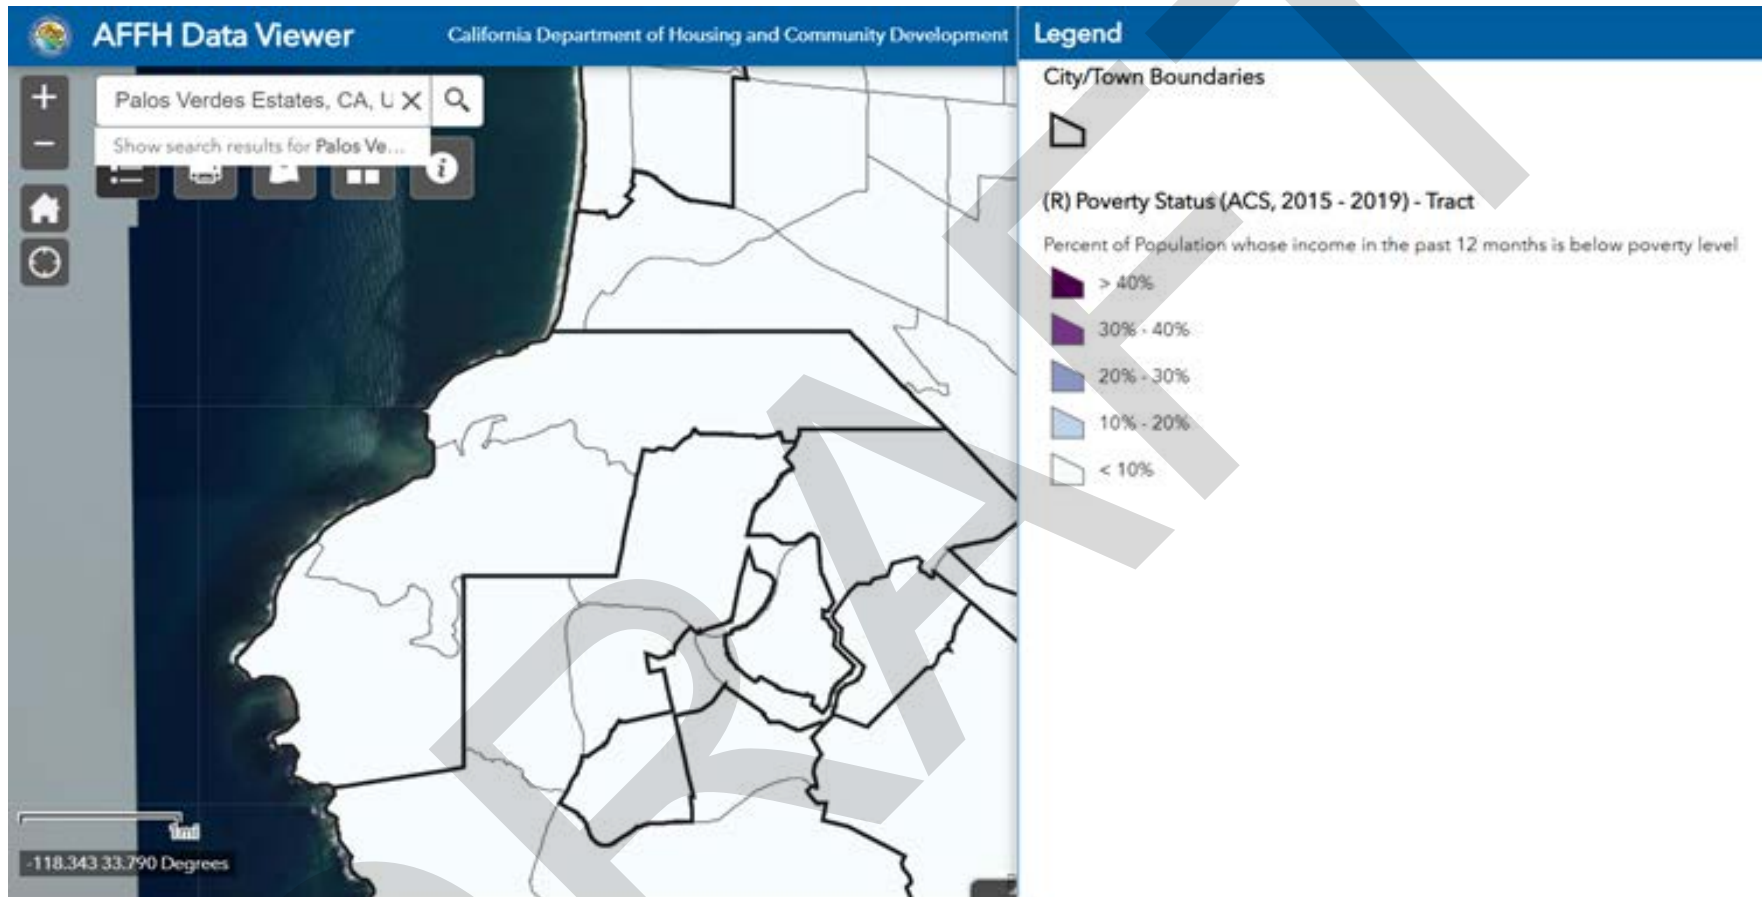 AFFH Data Viewer
California Department of Housing and Community Development
Palos Verdes Estates, CA, U
Show search results for Palos Ve...
1mi
-118.343 33.790 Degrees
Legend
City/Town Boundaries
(R) Poverty Status (ACS, 2015 - 2019) - Tract
Percent of Population whose income in the past 12 months is below poverty level
> 40%
30% - 40%
20% - 30%
10% - 20%
< 10%
DRAFT